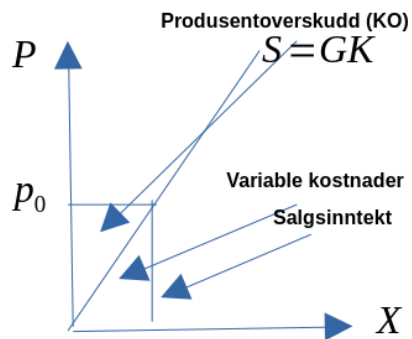 Produsentoverskudd (KO)
P
S = GK
p0
Variable kostnader
Salgsinntekt
X